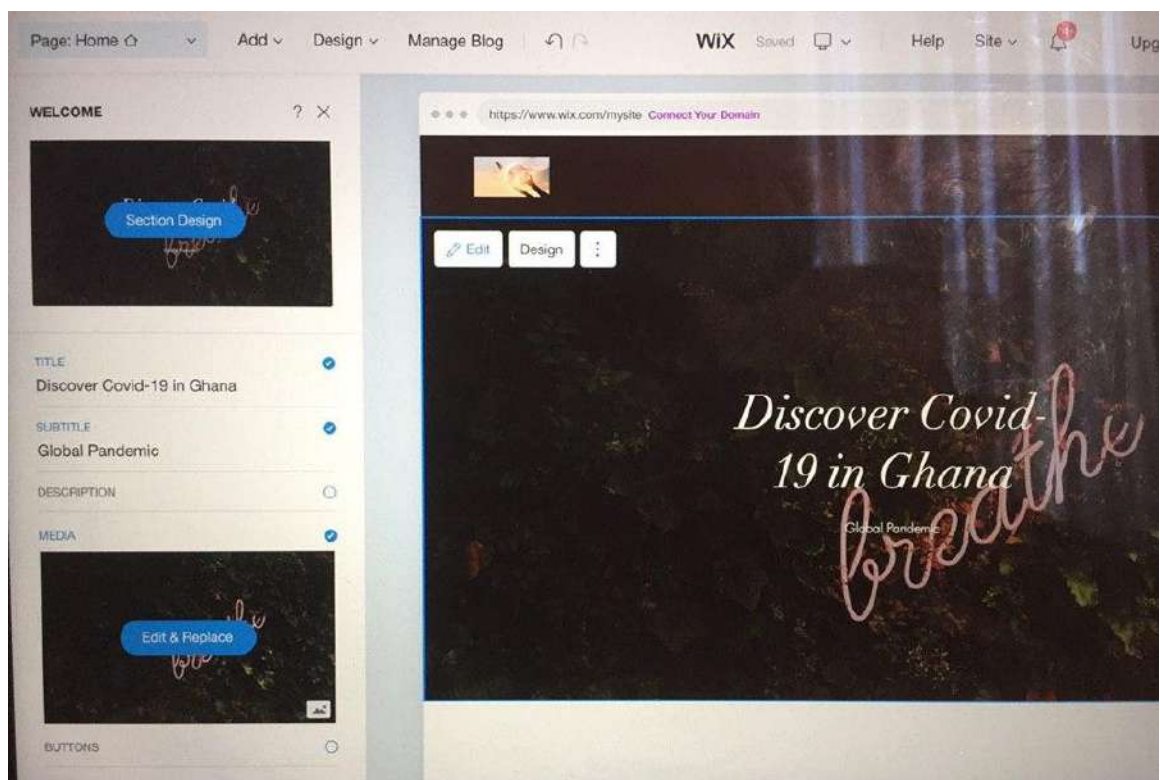 Page: Home
Add
Design
Manage Blog
WiX
Saved
Help
Site
4
Upg
WELCOME
?
https://www.wix.com/mysite Connect Your Domain
Section Design
Edit
Design
TITLE
Discover Covid-19 in Ghana
SUBTITLE
Global Pandemic
DESCRIPTION
MEDIA
Edit & Replace
BUTTONS
Discover Covid-
19 in Ghana
Global Pandemic
breathe